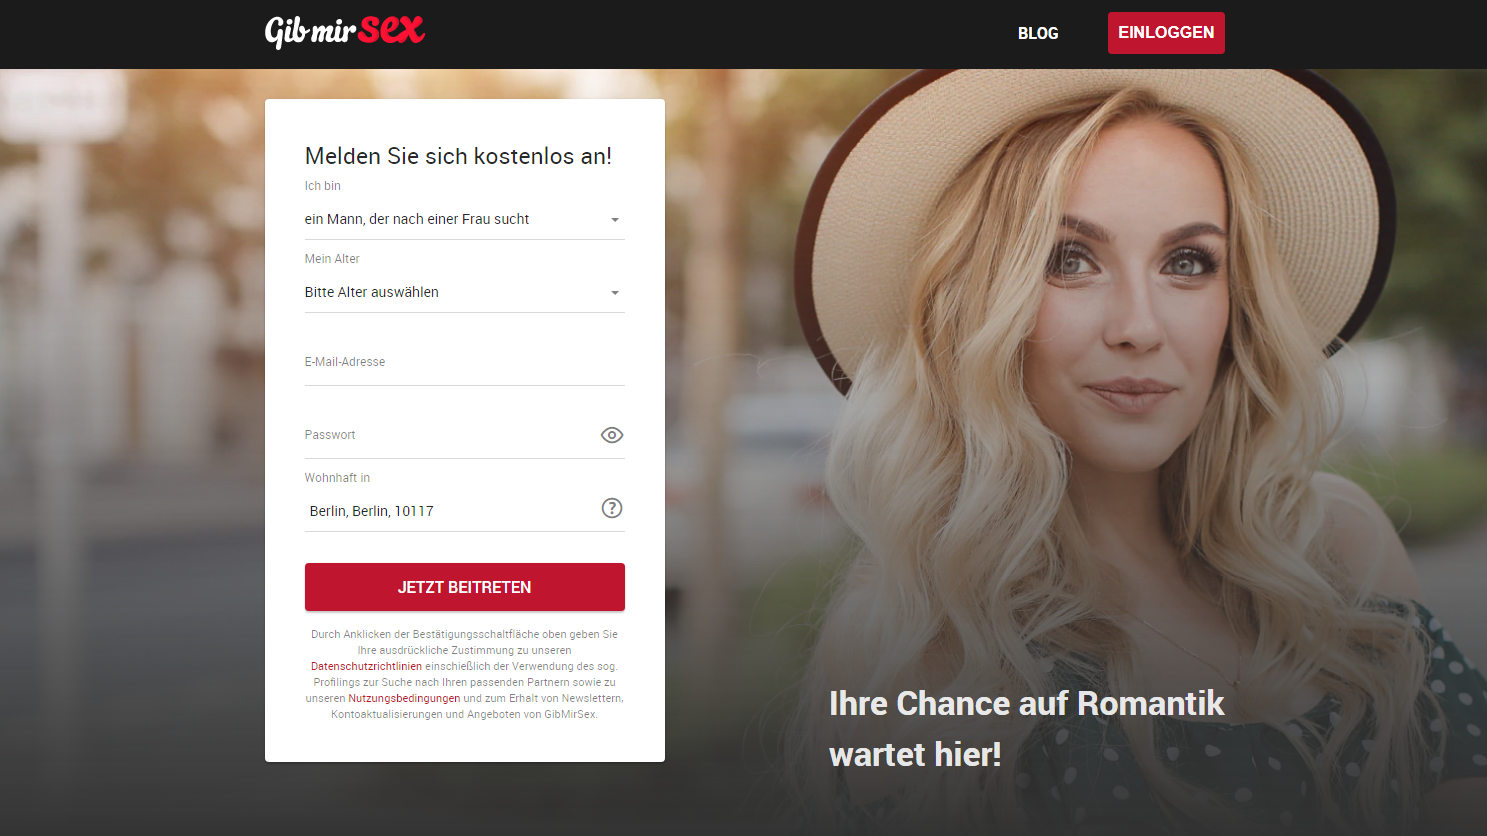 Gib mir sex
BLOG
EINLOGGEN
Melden Sie sich kostenlos an!
Ich bin
ein Mann, der nach einer Frau sucht
Mein Alter
Bitte Alter auswählen
E-Mail-Adresse
Passwort
Wohnhaft in
Berlin, Berlin, 10117
JETZT BEITRETEN
Durch Anklicken der Bestätigungsschaltfläche oben geben Sie
Ihre ausdrückliche Zustimmung zu unseren
Datenschutzrichtlinien einschießlich der Verwendung des sog.
Profilings zur Suche nach Ihren passenden Partnern sowie zu
unseren Nutzungsbedingungen und zum Erhalt von Newslettern,
Kontoaktualisierungen und Angeboten von GibMirSex.
Ihre Chance auf Romantik
wartet hier!